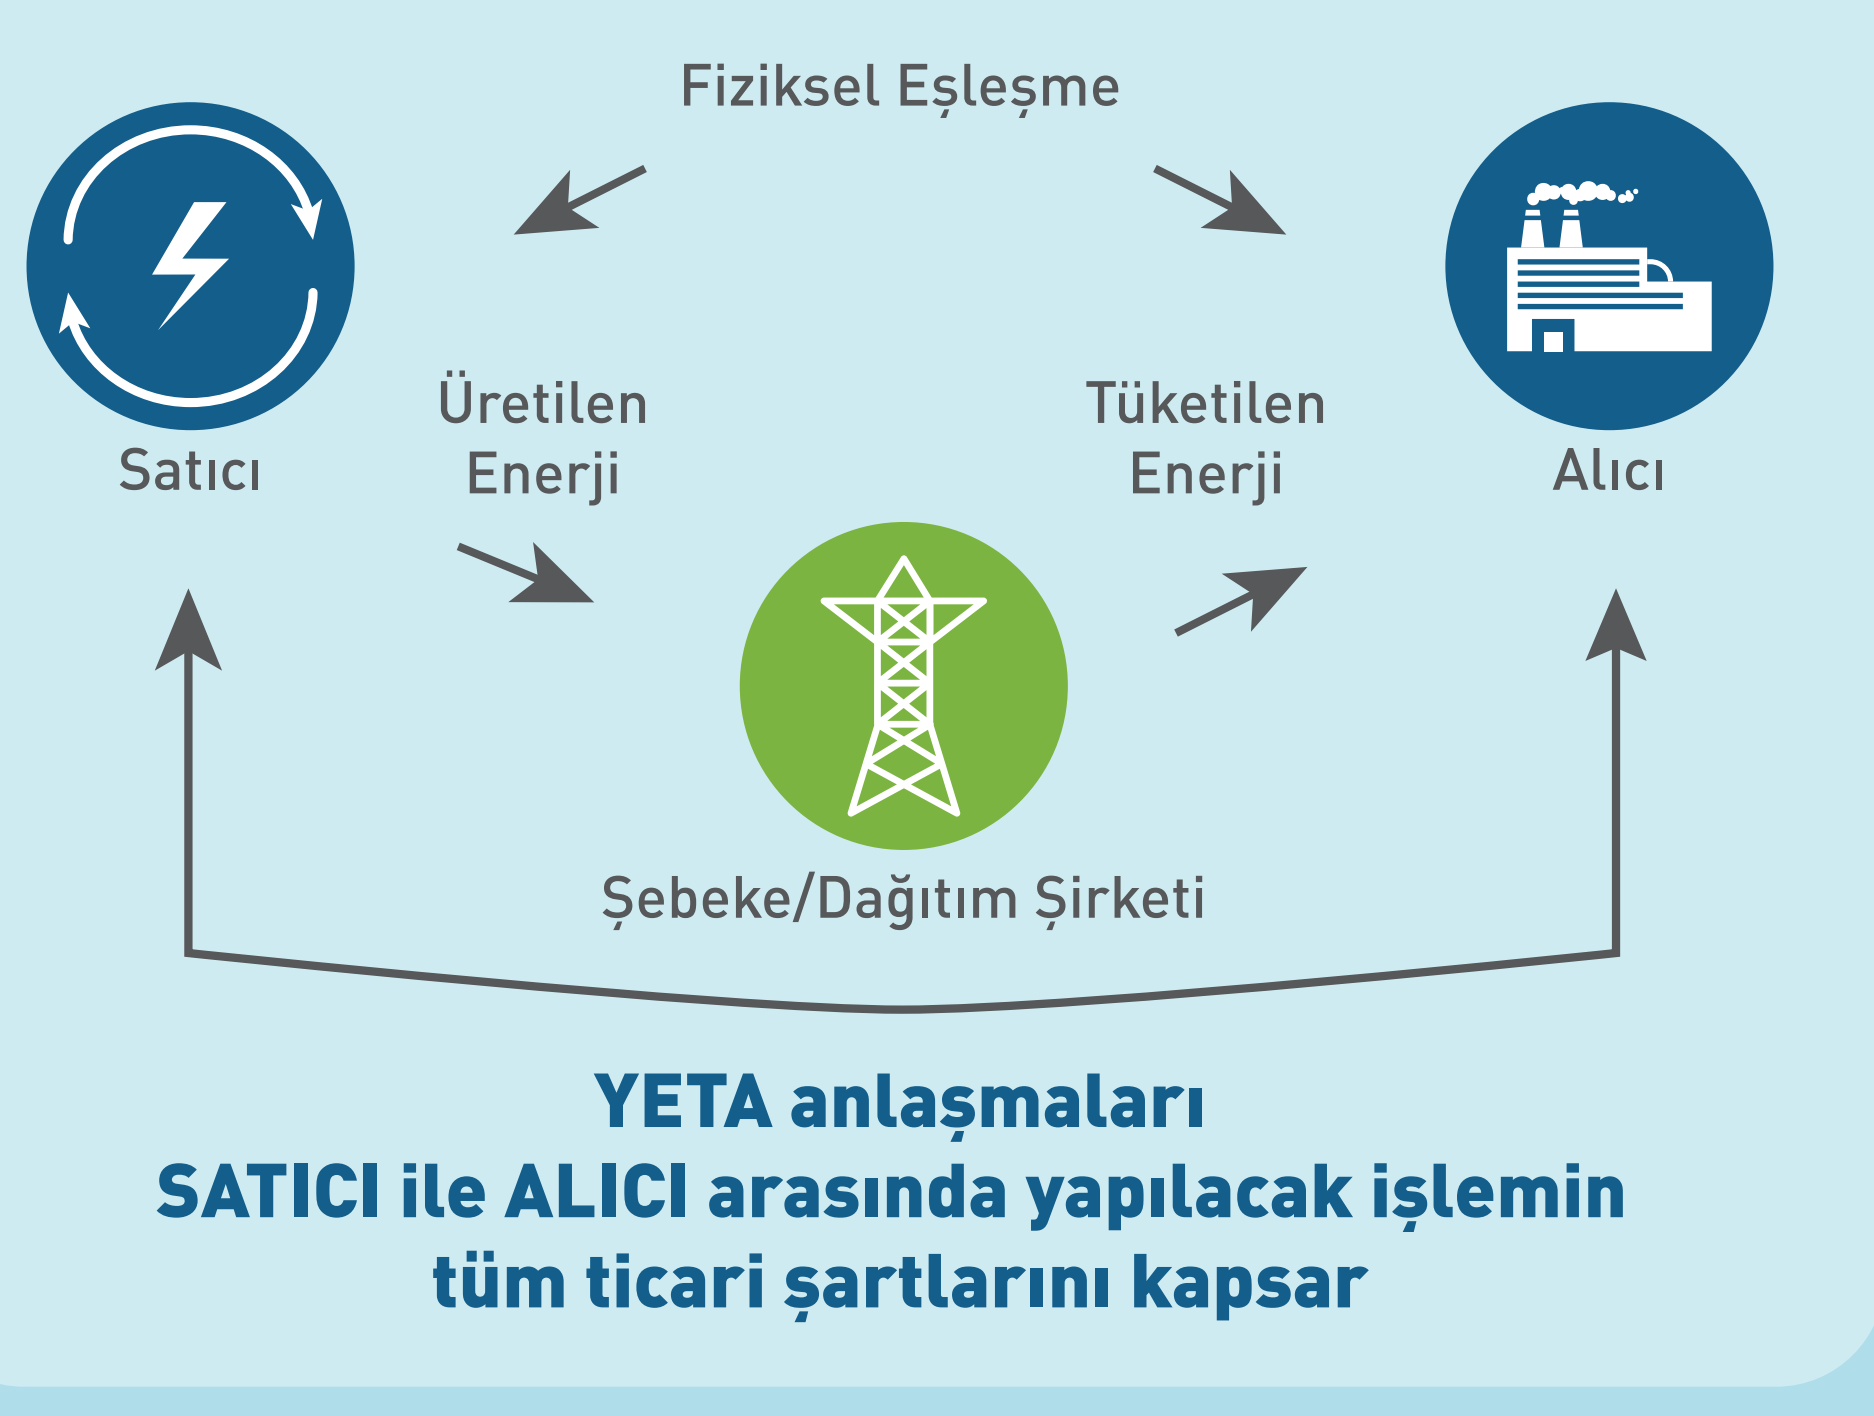 Fiziksel Eşleşme
Üretilen
Enerji
Tüketilen
Enerji
Satıcı
Alıcı
Şebeke/Dağıtım Şirketi
YETA anlaşmaları
SATICI ile ALICI arasında yapılacak işlemin
tüm ticari şartlarını kapsar